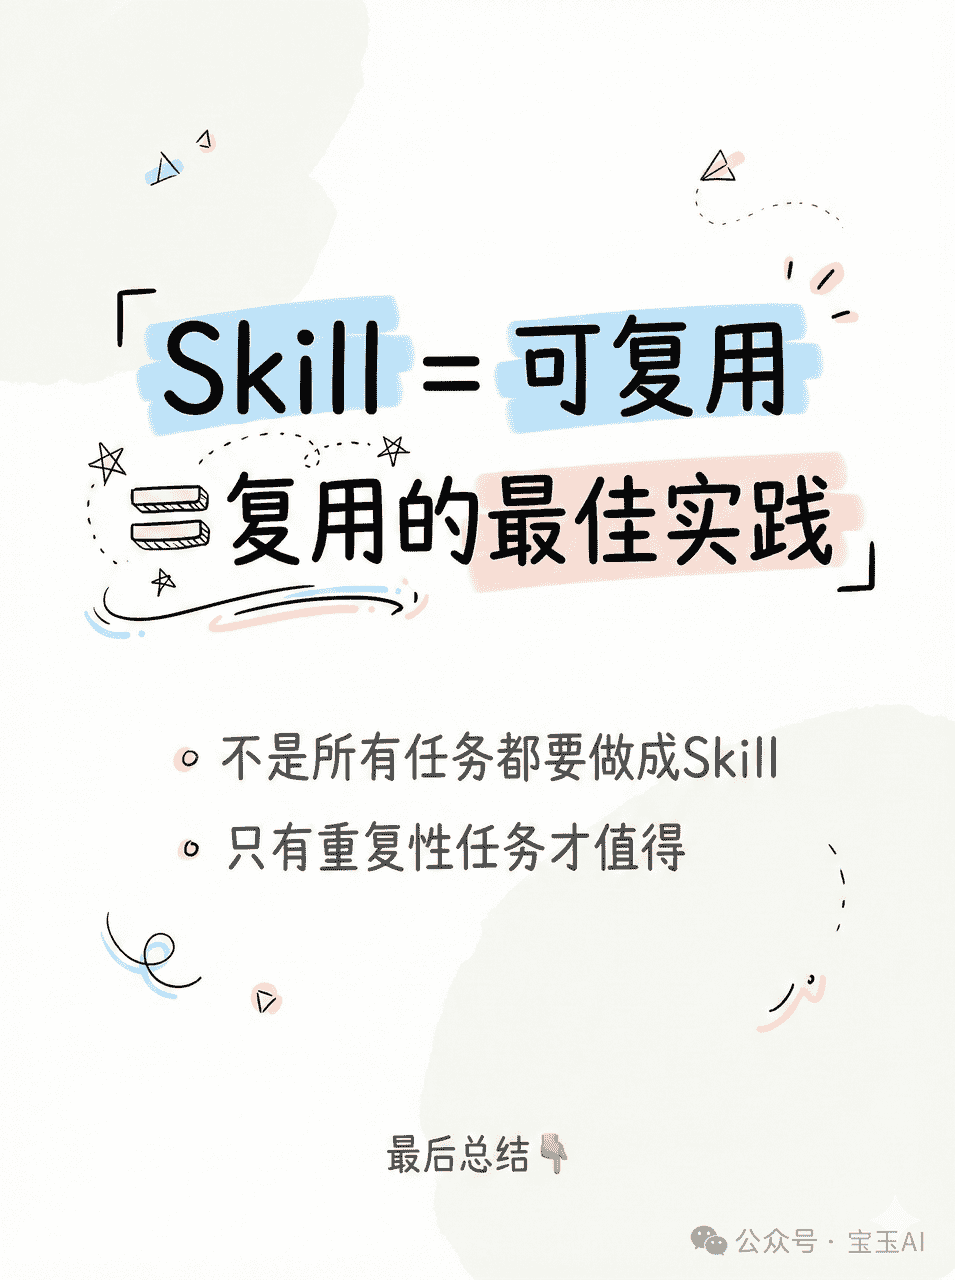 「Skill = 可复用
=复用的最佳实践」
不是所有任务都要做成Skill
只有重复性任务才值得
最后总结👇
公众号 · 宝玉AI